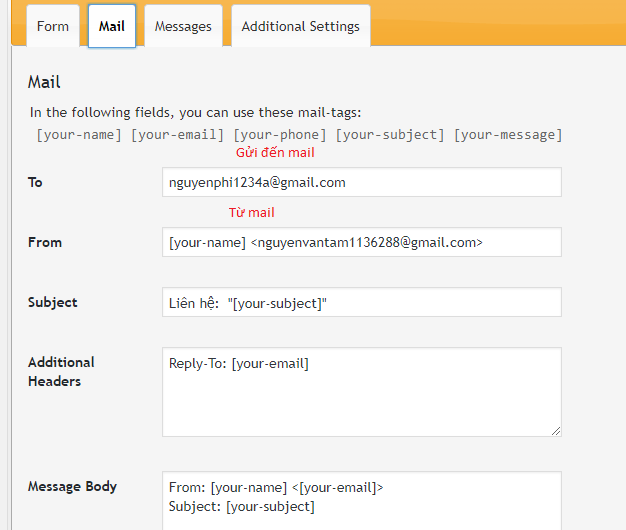 Form Mail Messages Additional Settings
Mail
In the following fields, you can use these mail-tags:
[your-name] [your-email] [your-phone] [your-subject] [your-message]
Gửi đến mail
To nguyenphi1234a@gmail.com
Từ mail
From [your-name] <nguyenvantam1136288@gmail.com>
Subject Liên hệ: "[your-subject]"
Additional Headers
Reply-To: [your-email]
Message Body
From: [your-name] <[your-email]>
Subject: [your-subject]